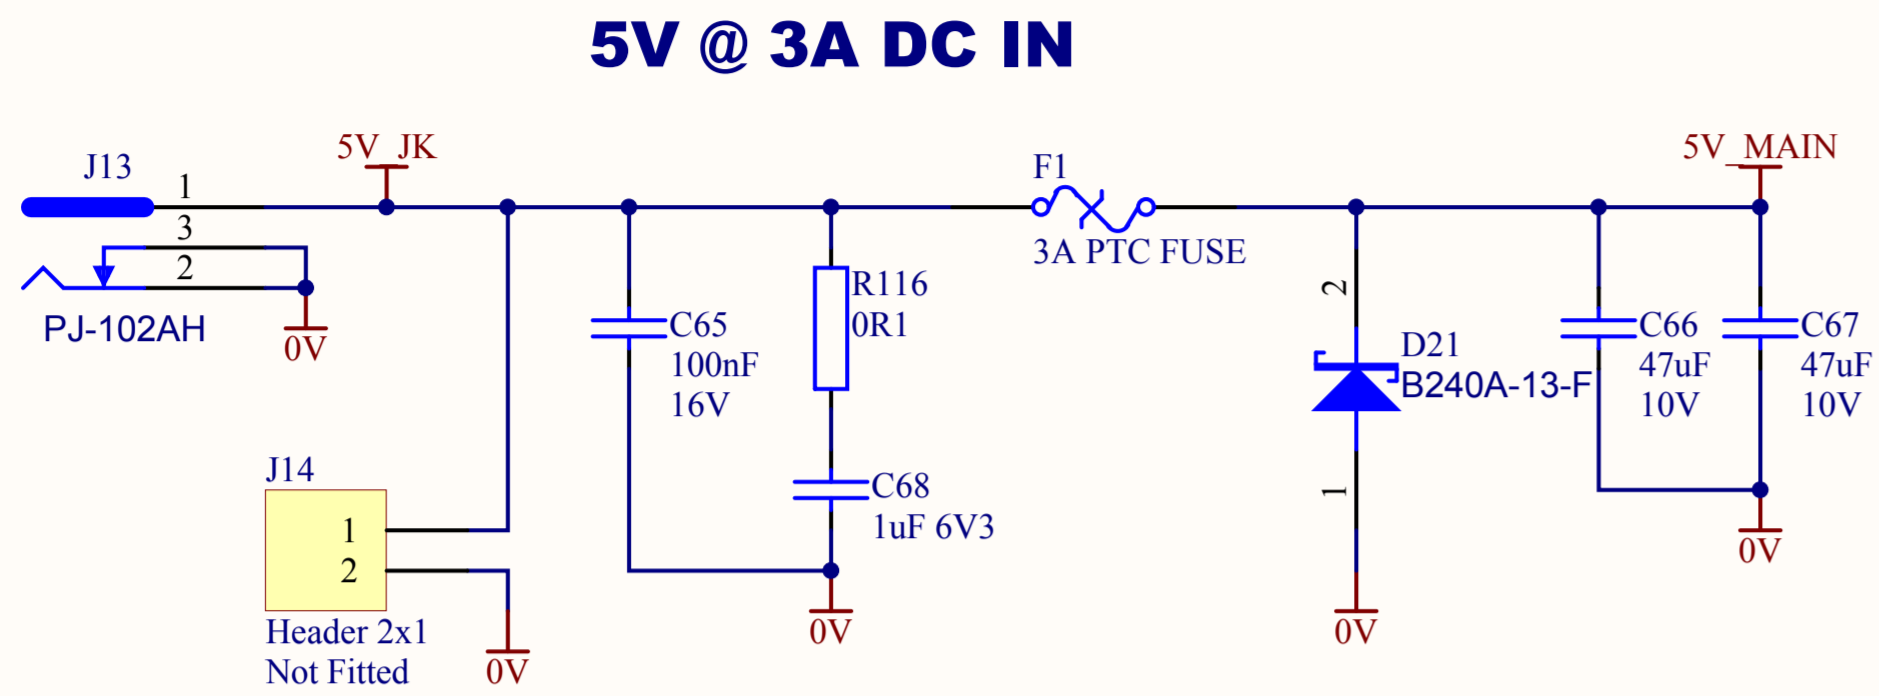 5V @ 3A DC IN
J13
1
3
2
PJ-102AH
0V
5V_JK
J14
1
2
Header 2x1
Not Fitted
0V
C65
100nF
16V
R116
0R1
C68
1uF 6V3
0V
F1
3A PTC FUSE
2
D21
B240A-13-F
1
0V
5V_MAIN
C66
47uF
10V
C67
47uF
10V
0V